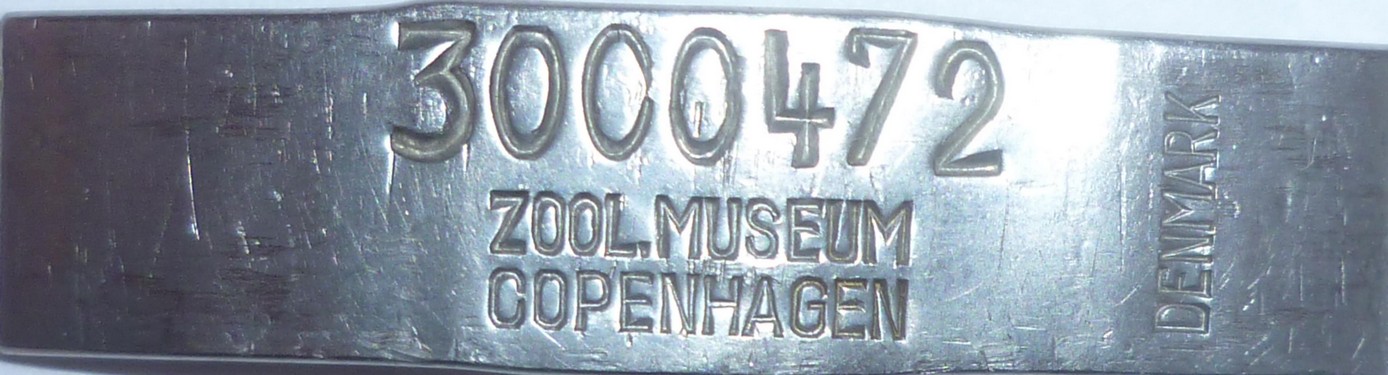 3000472
ZOOL.MUSEUM
COPENHAGEN
DENMARK